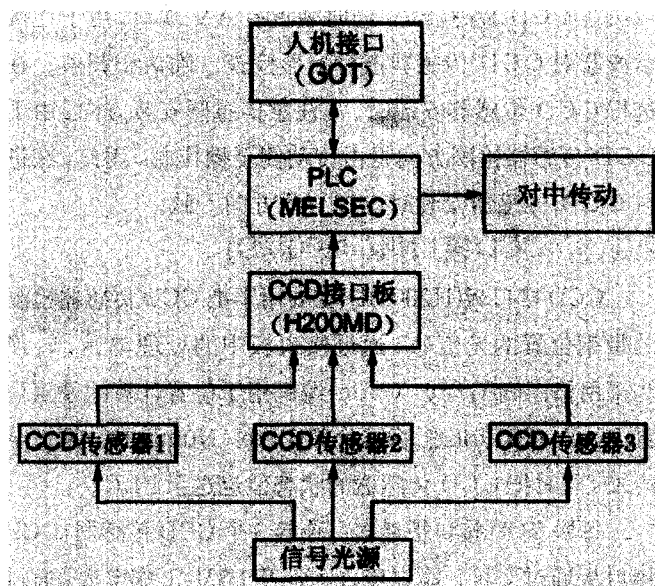 人机接口
(GOT)
PLC
(MELSEC)
对中传动
CCD接口板
(H200MD)
CCD传感器1
CCD传感器2
CCD传感器3
信号光源